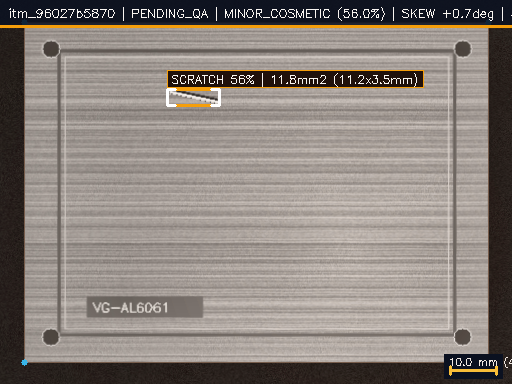 itm_96027b5870 | PENDING_QA | MINOR_COSMETIC (56.0%) | SKEW +0.7deg |
SCRATCH 56% | 11.8mm2 (11.2x3.5mm)
VG-AL6061
10.0 mm (